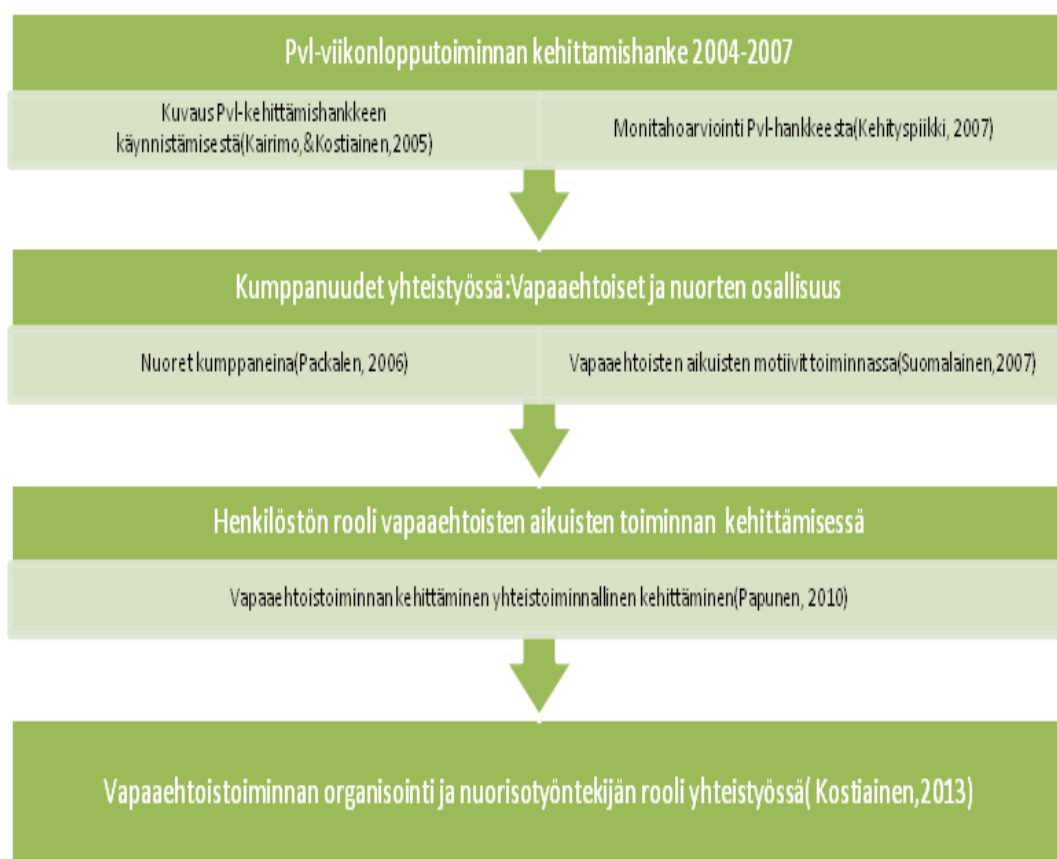 Pvl-viikonlopputoiminnan kehittamishanke 2004-2007
Kuvaus Pvl-kehittämishankkeen
käynnistämisestä(Kairimo,&Kostiainen,2005)
Monitahoarviointi Pvl-hankkeesta(Kehityspiikki, 2007)
Kumppanuudet yhteistyössä:Vapaaehtoiset ja nuorten osallisuus
Nuoret kumppaneina(Packalen, 2006)
Vapaaehtoisten aikuisten motiivit toiminnassa(Suomalainen,2007)
Henkilöstön rooli vapaaehtoisten aikuisten toiminnan kehittämisessä
Vapaaehtoistoiminnan kehittäminen yhteistoiminnallinen kehittäminen(Papunen, 2010)
Vapaaehtoistoiminnan organisointi ja nuorisotyöntekijän rooli yhteistyössä( Kostiainen,2013)